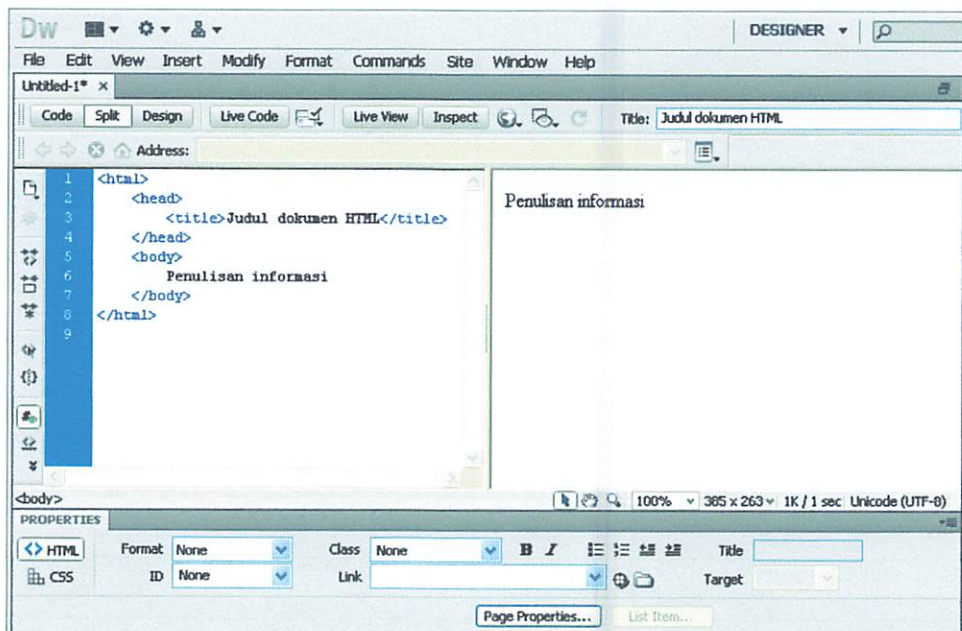 Dw DESIGNER
File Edit View Insert Modify Format Commands Site Window Help
Untitled-1* ×
Code Split Design Live Code Live View Inspect Title: Judul dokumen HTML
Address:
1 <html>
2 <head>
3 <title>Judul dokumen HTML</title>
4 </head>
5 <body>
6 Penulisan informasi
7 </body>
8 </html>
9
Penulisan informasi
<body> 100% 385 x 263 1K / 1 sec Unicode (UTF-8)
PROPERTIES
<> HTML Format None Class None B I Title
CSS ID None Link Target
Page Properties... List Item...